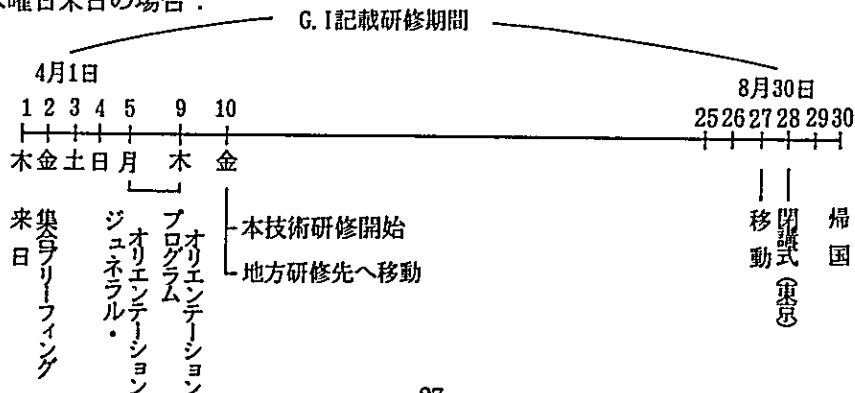 曜日来日の場合:
G.I記載研修期間
4月1日
8月30日
1 2 3 4 5 9 10
25 26 27 28 29 30
木 金 土 日 月 木 金
来日
集合ブリーフィング
ジュネラル・
オリエンテーション
プログラム
オリエンテーション
本技術研修開始
地方研修先へ移動
移動
閉講式(東京)
帰国